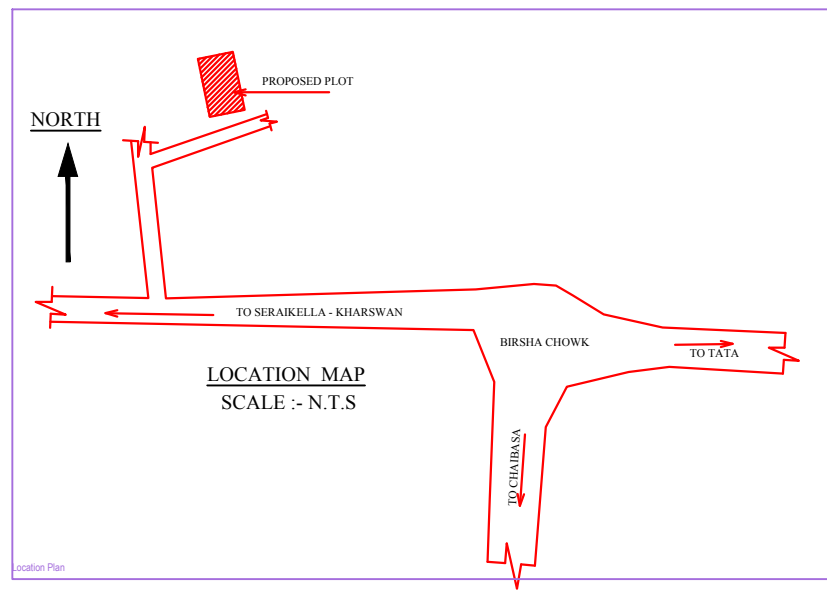 PROPOSED PLOT
NORTH
TO SERAIKELLA - KHARSWAN
BIRSHA CHOWK
TO TATA
LOCATION MAP
SCALE :- N.T.S
TO CHAIBASA
Location Plan